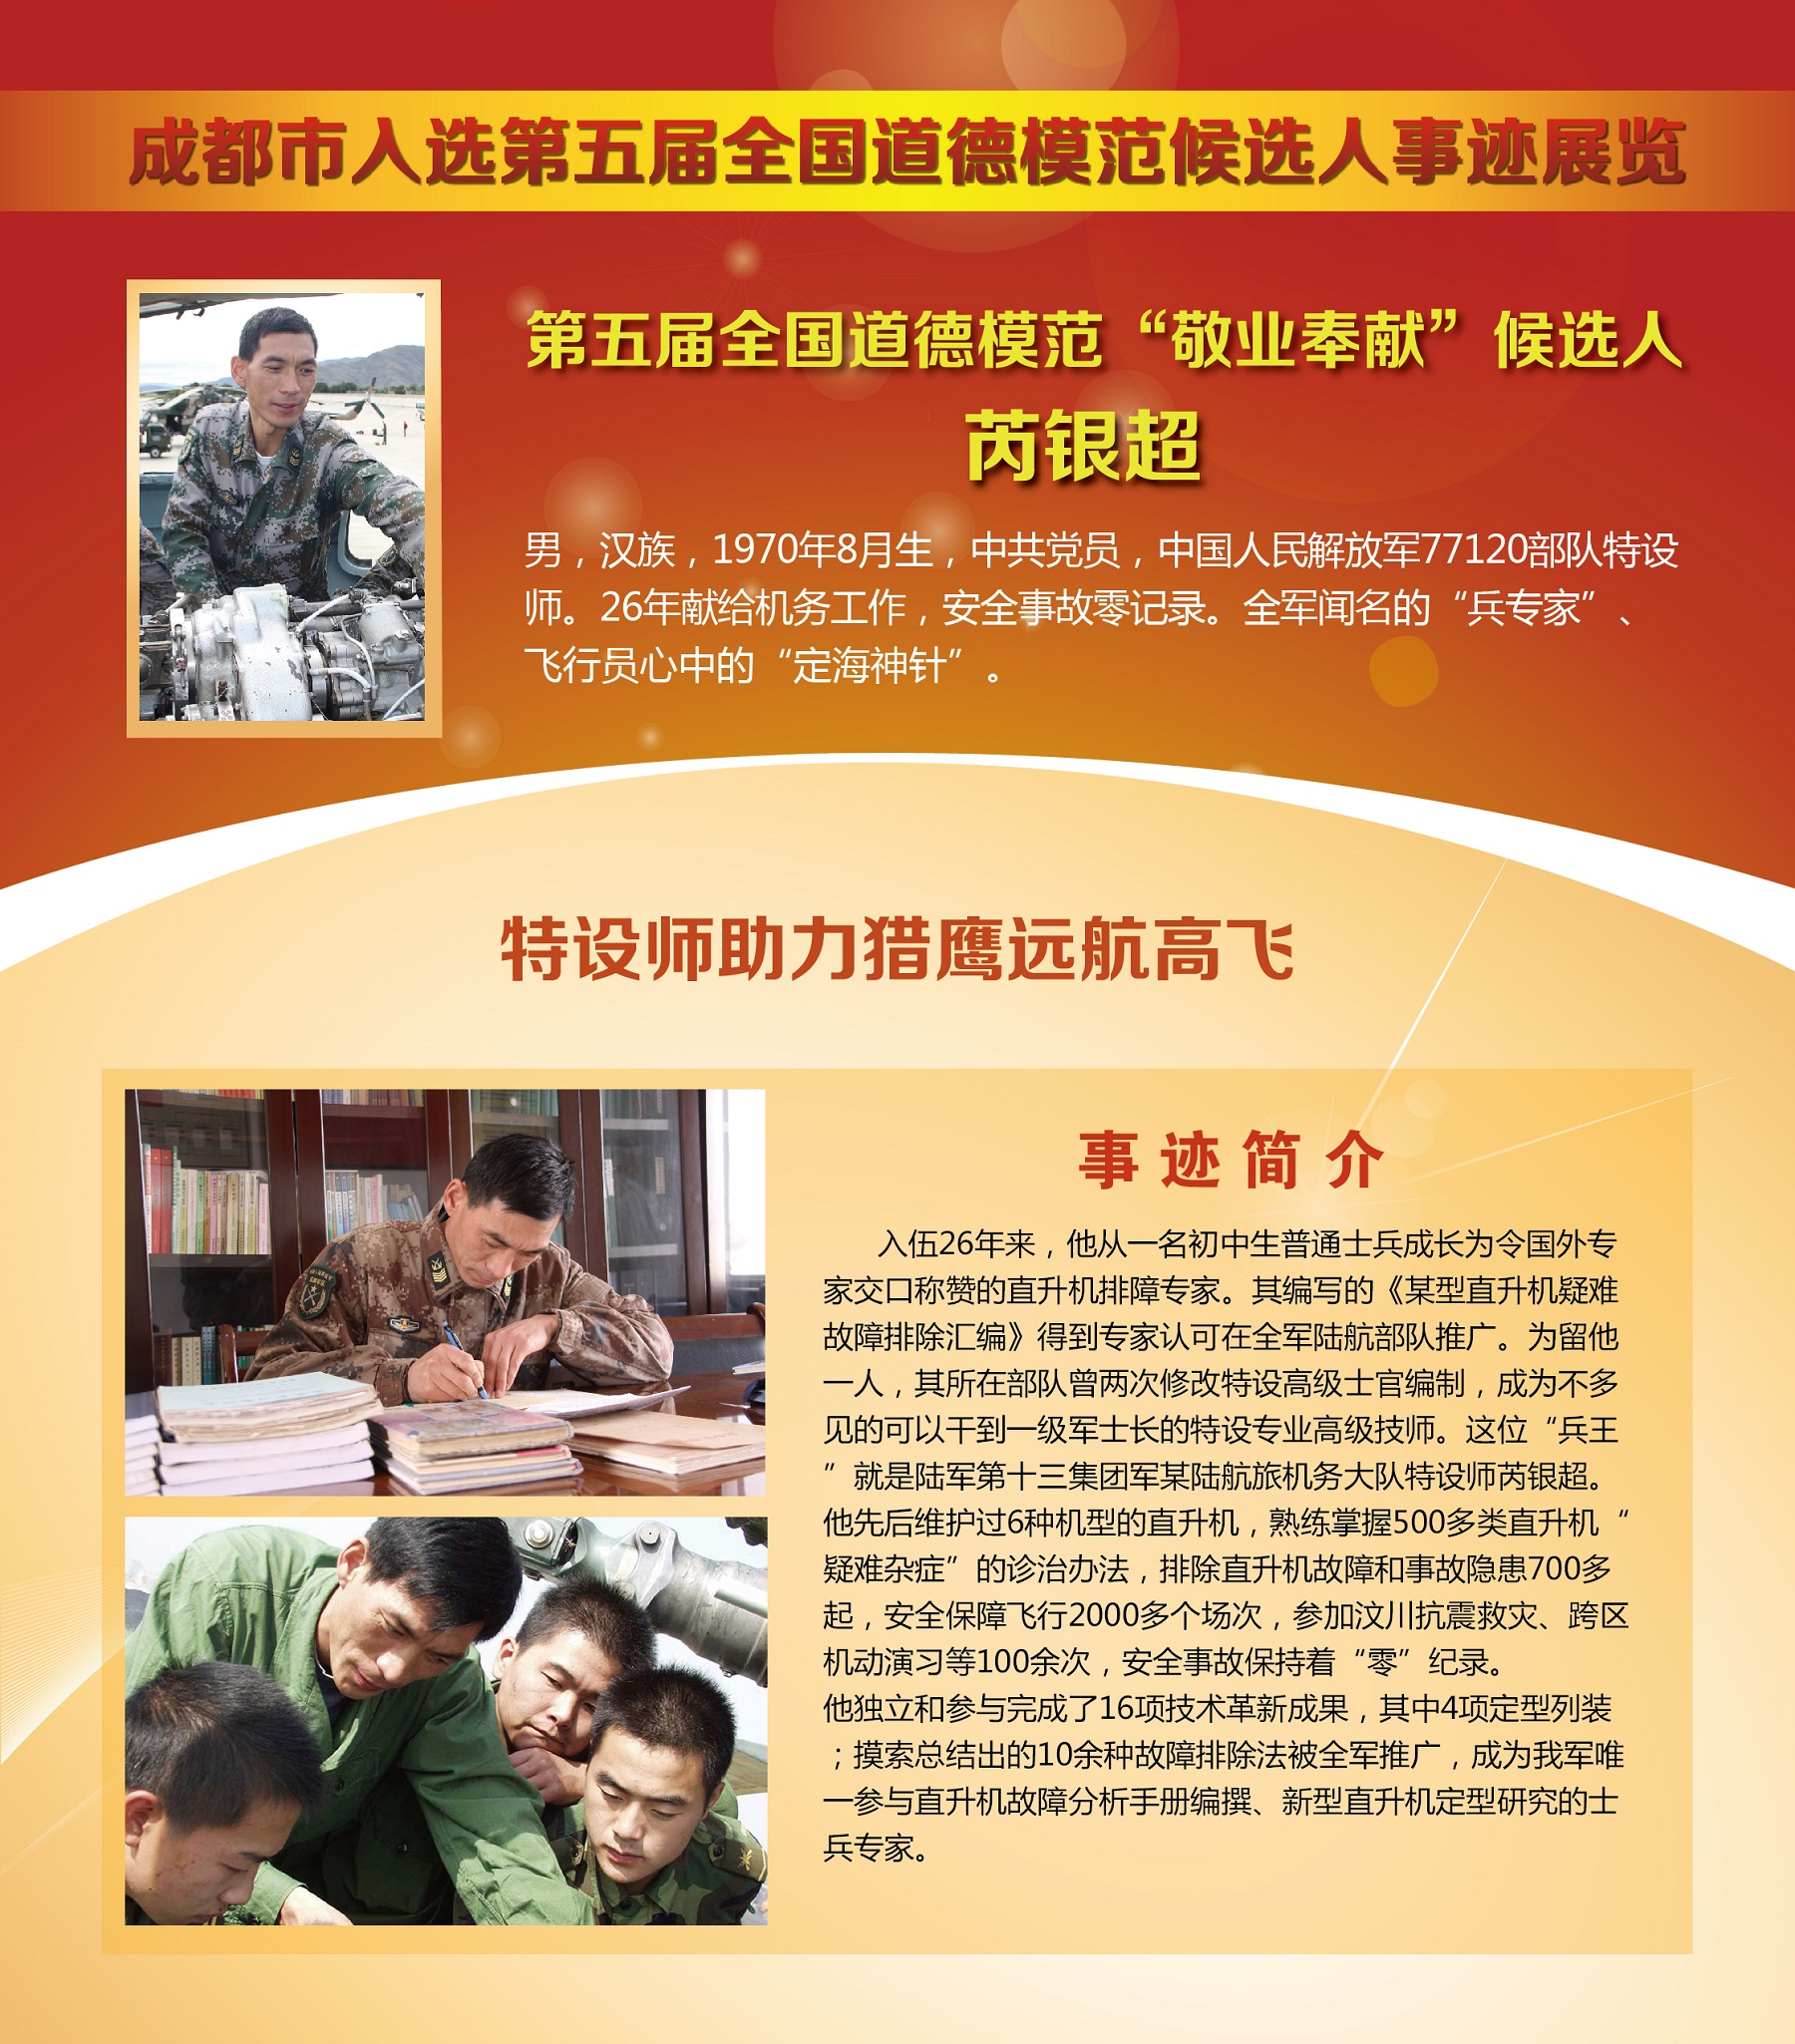 成都市入选第五届全国道德模范候选人事迹展览
第五届全国道德模范“敬业奉献”候选人
芮银超
男，汉族，1970年8月生，中共党员，中国人民解放军77120部队特设
师。26年献给机务工作，安全事故零记录。全军闻名的“兵专家”、
飞行员心中的“定海神针”。
特设师助力猎鹰远航高飞
事迹简介
入伍26年来，他从一名初中生普通士兵成长为令国外专
家交口称赞的直升机排障专家。其编写的《某型直升机疑难
故障排除汇编》得到专家认可在全军陆航部队推广。为留他
一人，其所在部队曾两次修改特设高级士官编制，成为不多
见的可以干到一级军士长的特设专业高级技师。这位“兵王
”就是陆军第十三集团军某陆航旅机务大队特设师芮银超。
他先后维护过6种机型的直升机，熟练掌握500多类直升机“
疑难杂症”的诊治办法，排除直升机故障和事故隐患700多
起，安全保障飞行2000多个场次，参加汶川抗震救灾、跨区
机动演习等100余次，安全事故保持着“零”纪录。
他独立和参与完成了16项技术革新成果，其中4项定型列装
；摸索总结出的10余种故障排除法被全军推广，成为我军唯
一参与直升机故障分析手册编撰、新型直升机定型研究的士
兵专家。